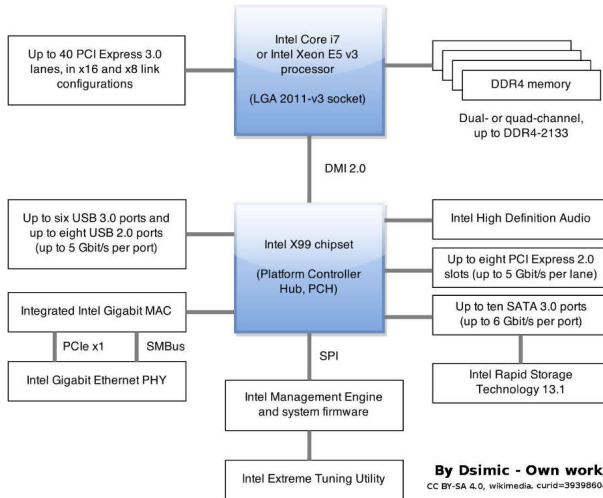 Up to 40 PCI Express 3.0
lanes, in x16 and x8 link
configurations
Intel Core i7
or Intel Xeon E5 v3
processor
(LGA 2011-v3 socket)
DDR4 memory
Dual- or quad-channel,
up to DDR4-2133
DMI 2.0
Up to six USB 3.0 ports and
up to eight USB 2.0 ports
(up to 5 Gbit/s per port)
Intel X99 chipset
(Platform Controller
Hub, PCH)
Intel High Definition Audio
Up to eight PCI Express 2.0
slots (up to 5 Gbit/s per lane)
Integrated Intel Gigabit MAC
Up to ten SATA 3.0 ports
(up to 6 Gbit/s per port)
PCIe x1
SMBus
SPI
Intel Gigabit Ethernet PHY
Intel Rapid Storage
Technology 13.1
Intel Management Engine
and system firmware
Intel Extreme Tuning Utility
By Dsimic - Own work
CC BY-SA 4.0, wikimedia. curid=3939860